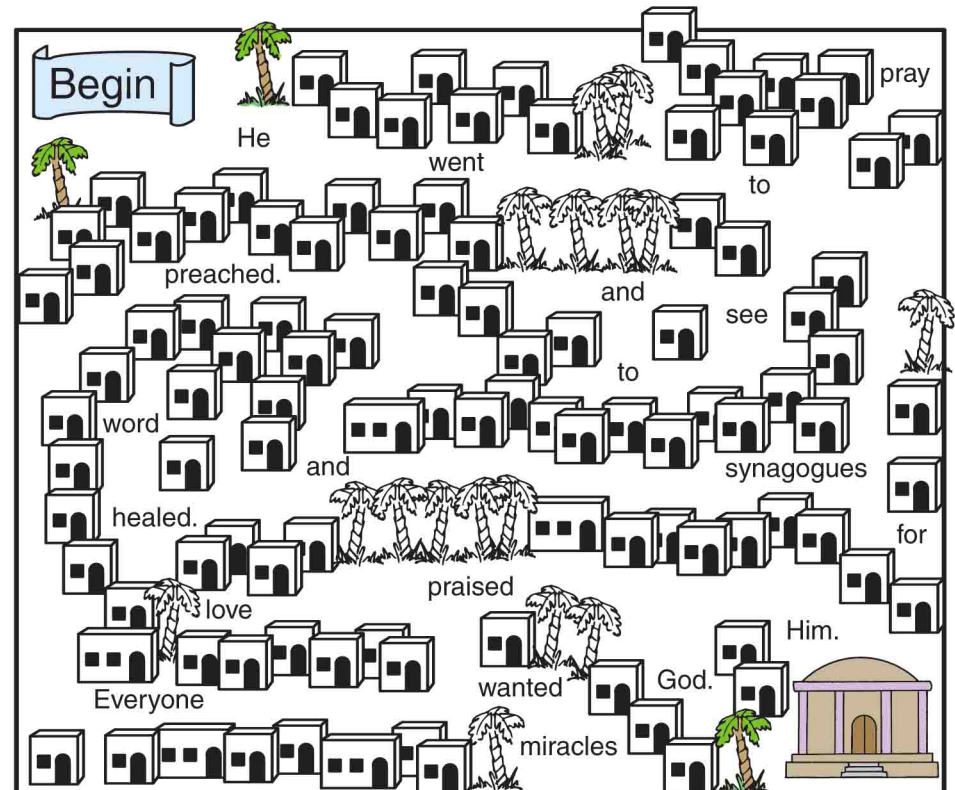 Begin
pray
He
went
to
preached.
and
see
to
word
and
synagogues
healed.
for
praised
love
Him.
wanted
God.
Everyone
miracles